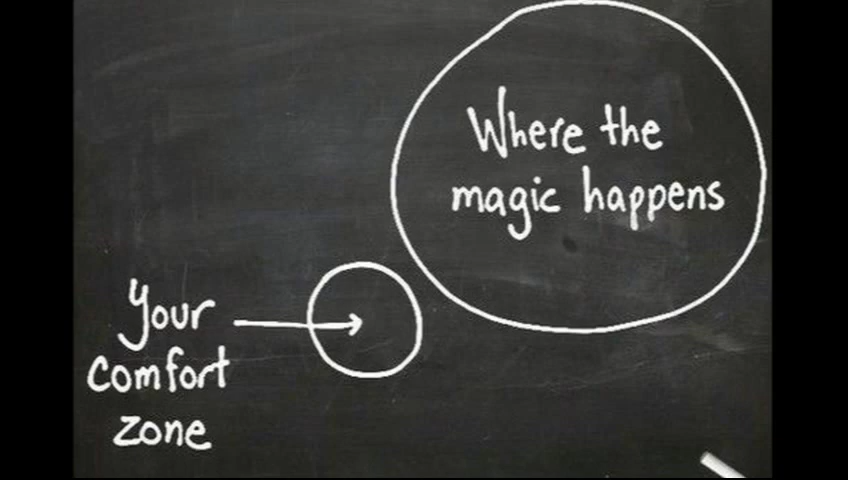 Where the
magic happens
Your
comfort
zone